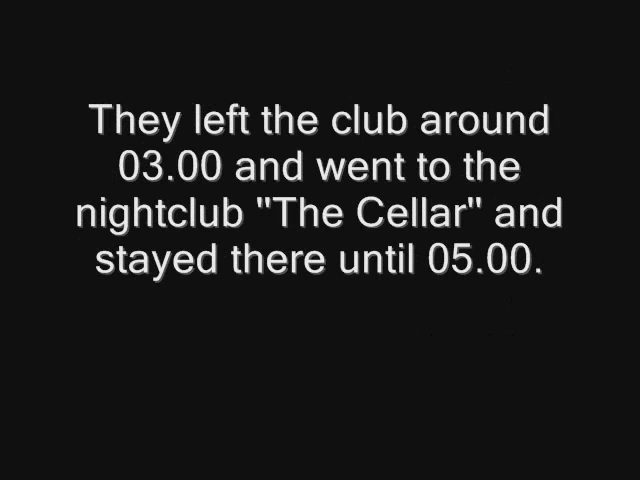 They left the club around
03.00 and went to the
nightclub "The Cellar" and
stayed there until 05.00.